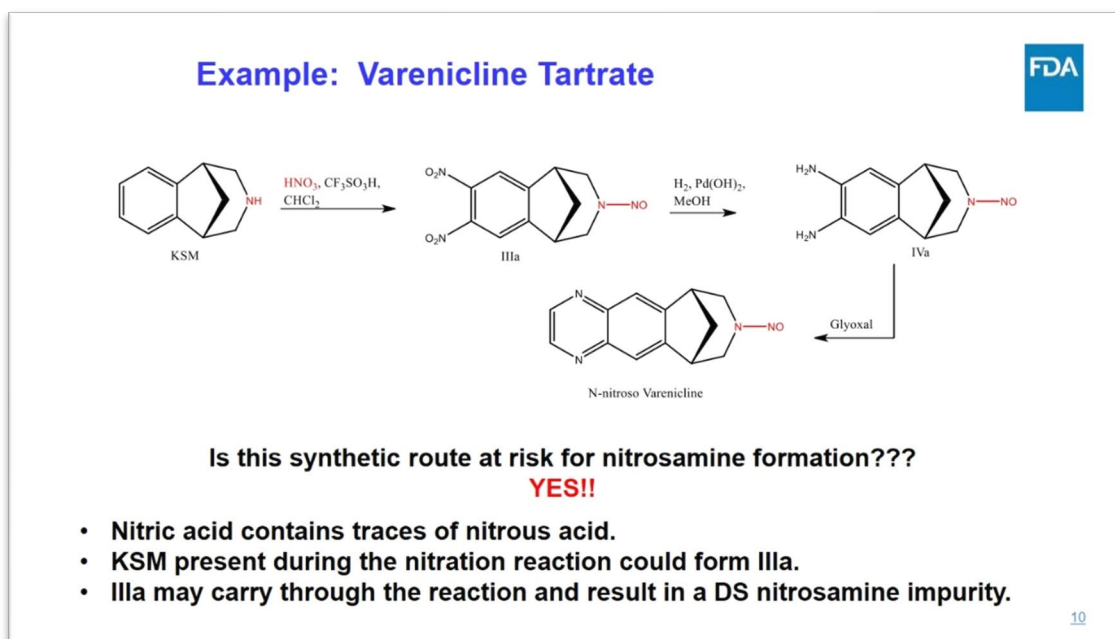 Example: Varenicline Tartrate
FDA
NH
KSM
HNO₃, CF₃SO₃H,
CHCl₂
O₂N
O₂N
N—NO
IIIa
H₂, Pd(OH)₂,
MeOH
H₂N
H₂N
N—NO
IVa
Glyoxal
N
N
N—NO
N-nitroso Varenicline
Is this synthetic route at risk for nitrosamine formation???
YES!!
• Nitric acid contains traces of nitrous acid.
• KSM present during the nitration reaction could form IIIa.
• IIIa may carry through the reaction and result in a DS nitrosamine impurity.
10